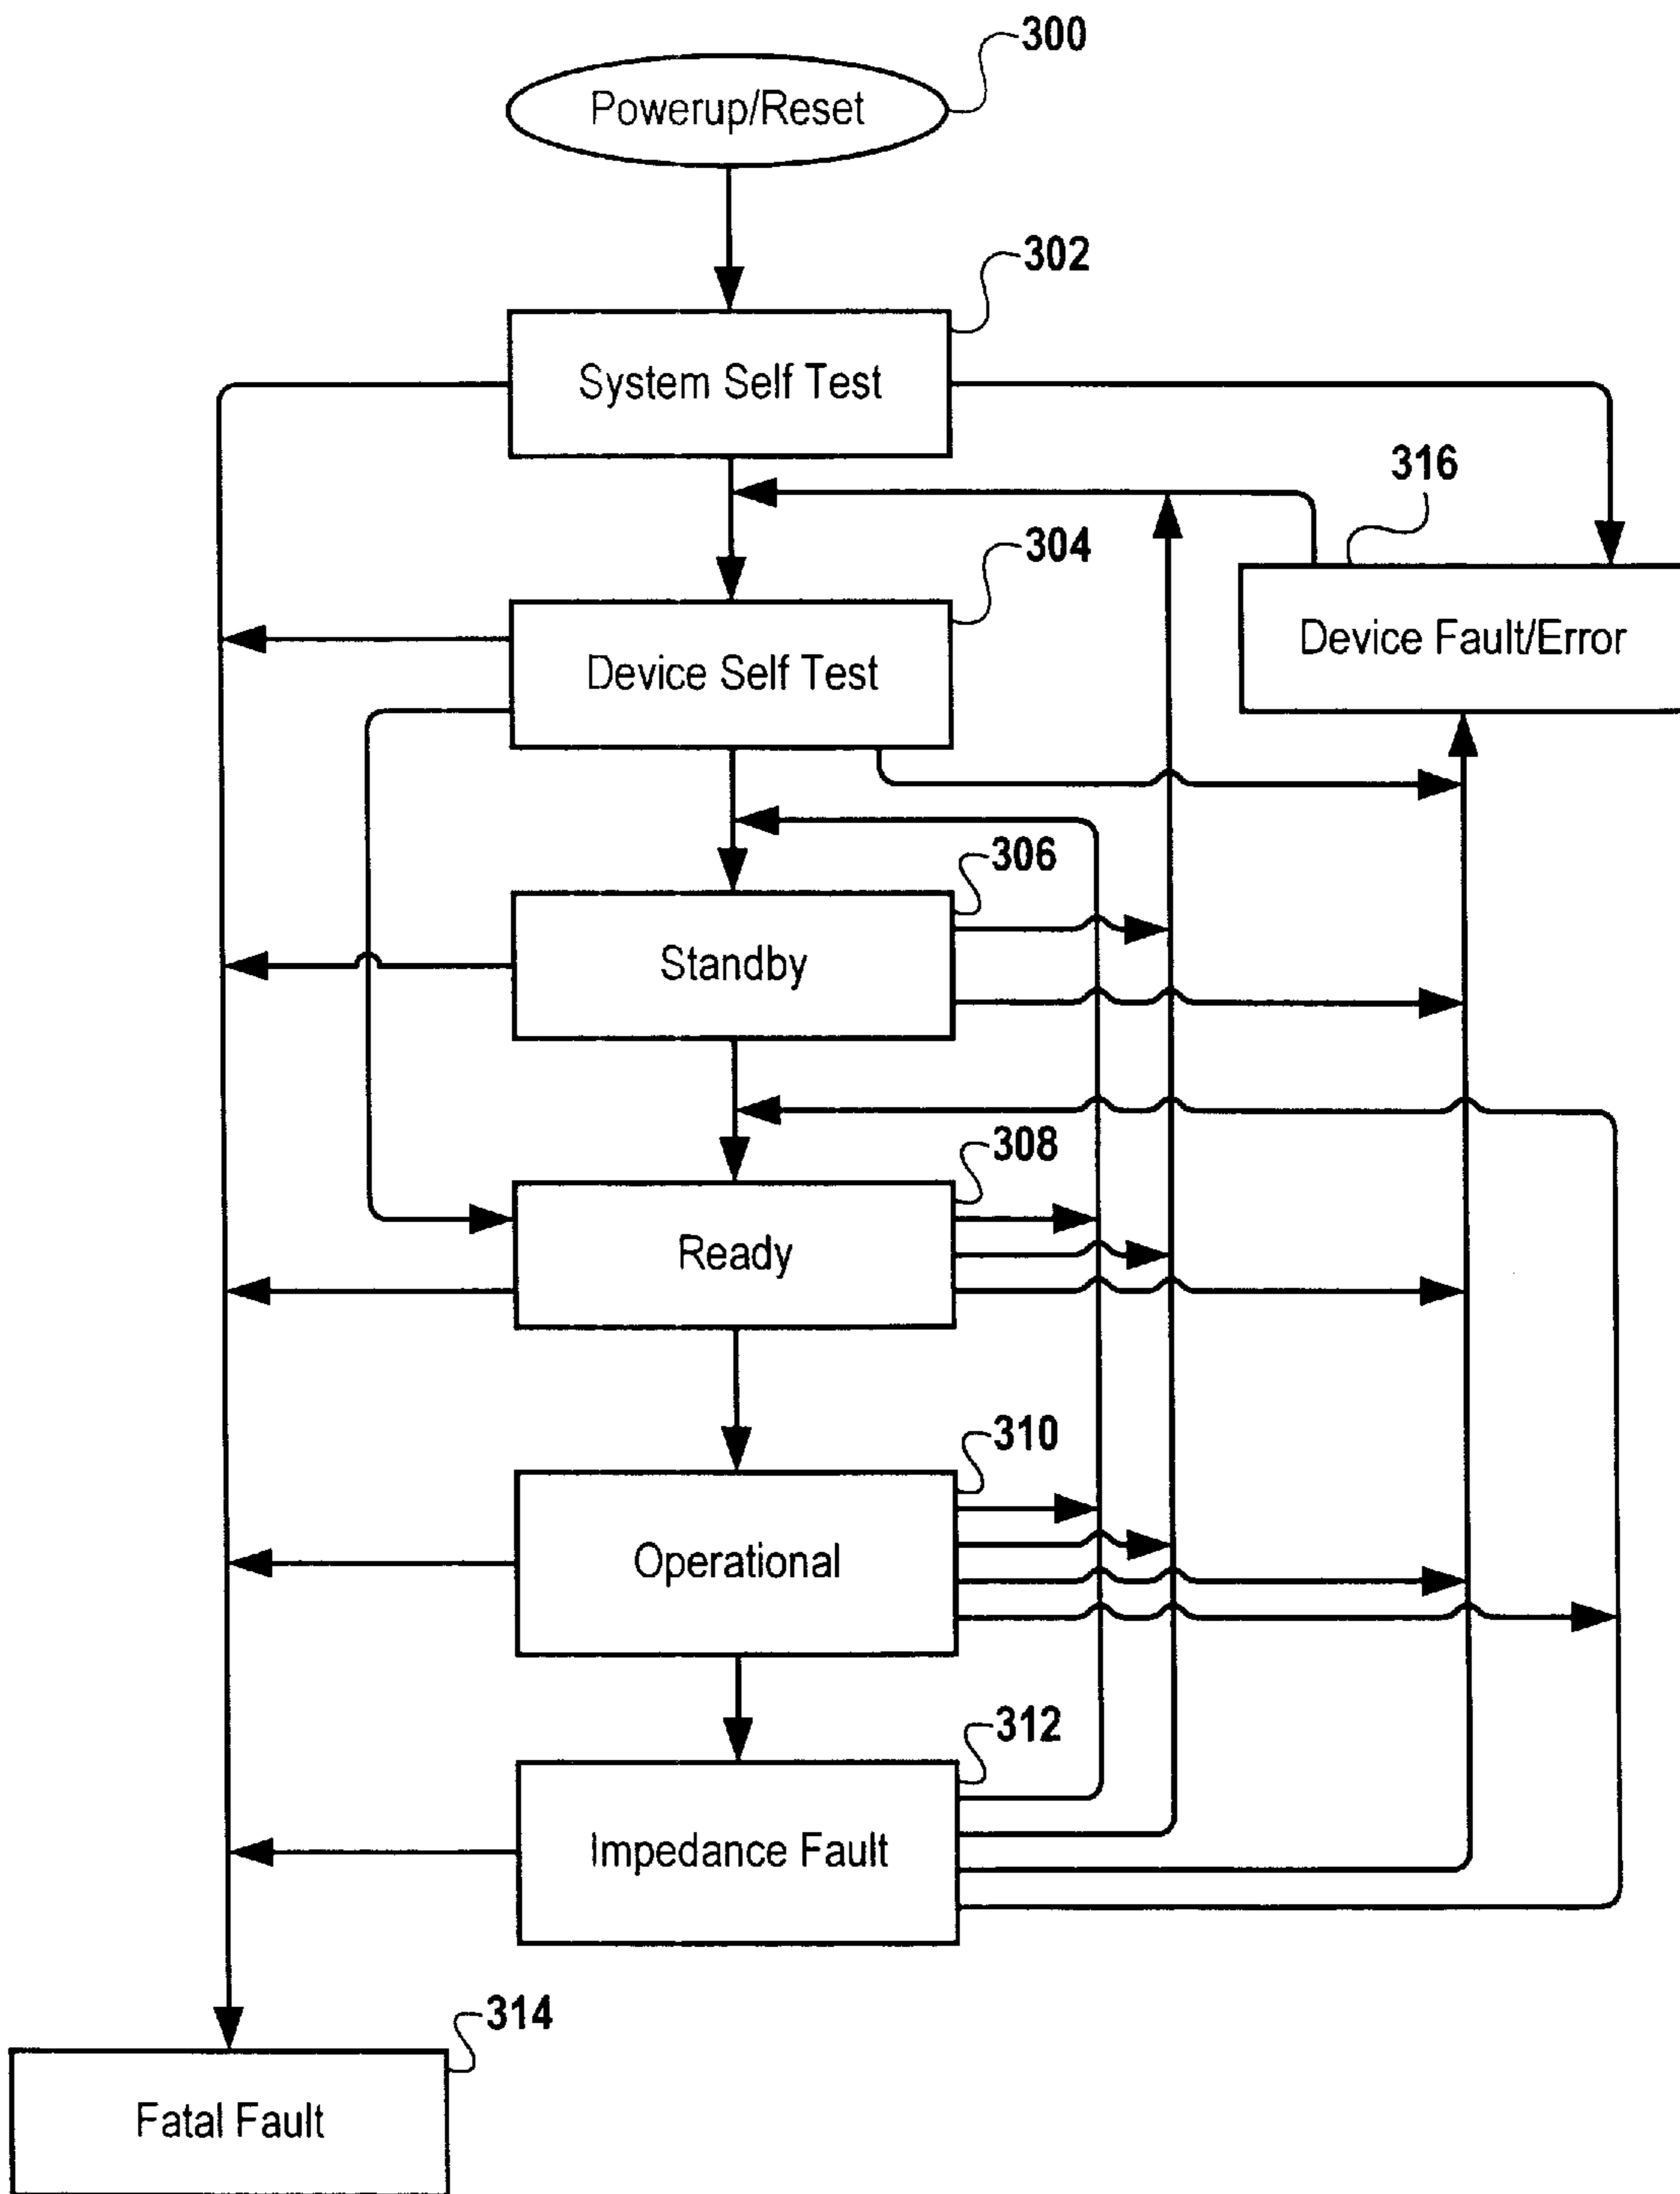 300
Powerup/Reset
302
System Self Test
316
304
Device Fault/Error
Device Self Test
306
Standby
308
Ready
310
Operational
312
Impedance Fault
314
Fatal Fault